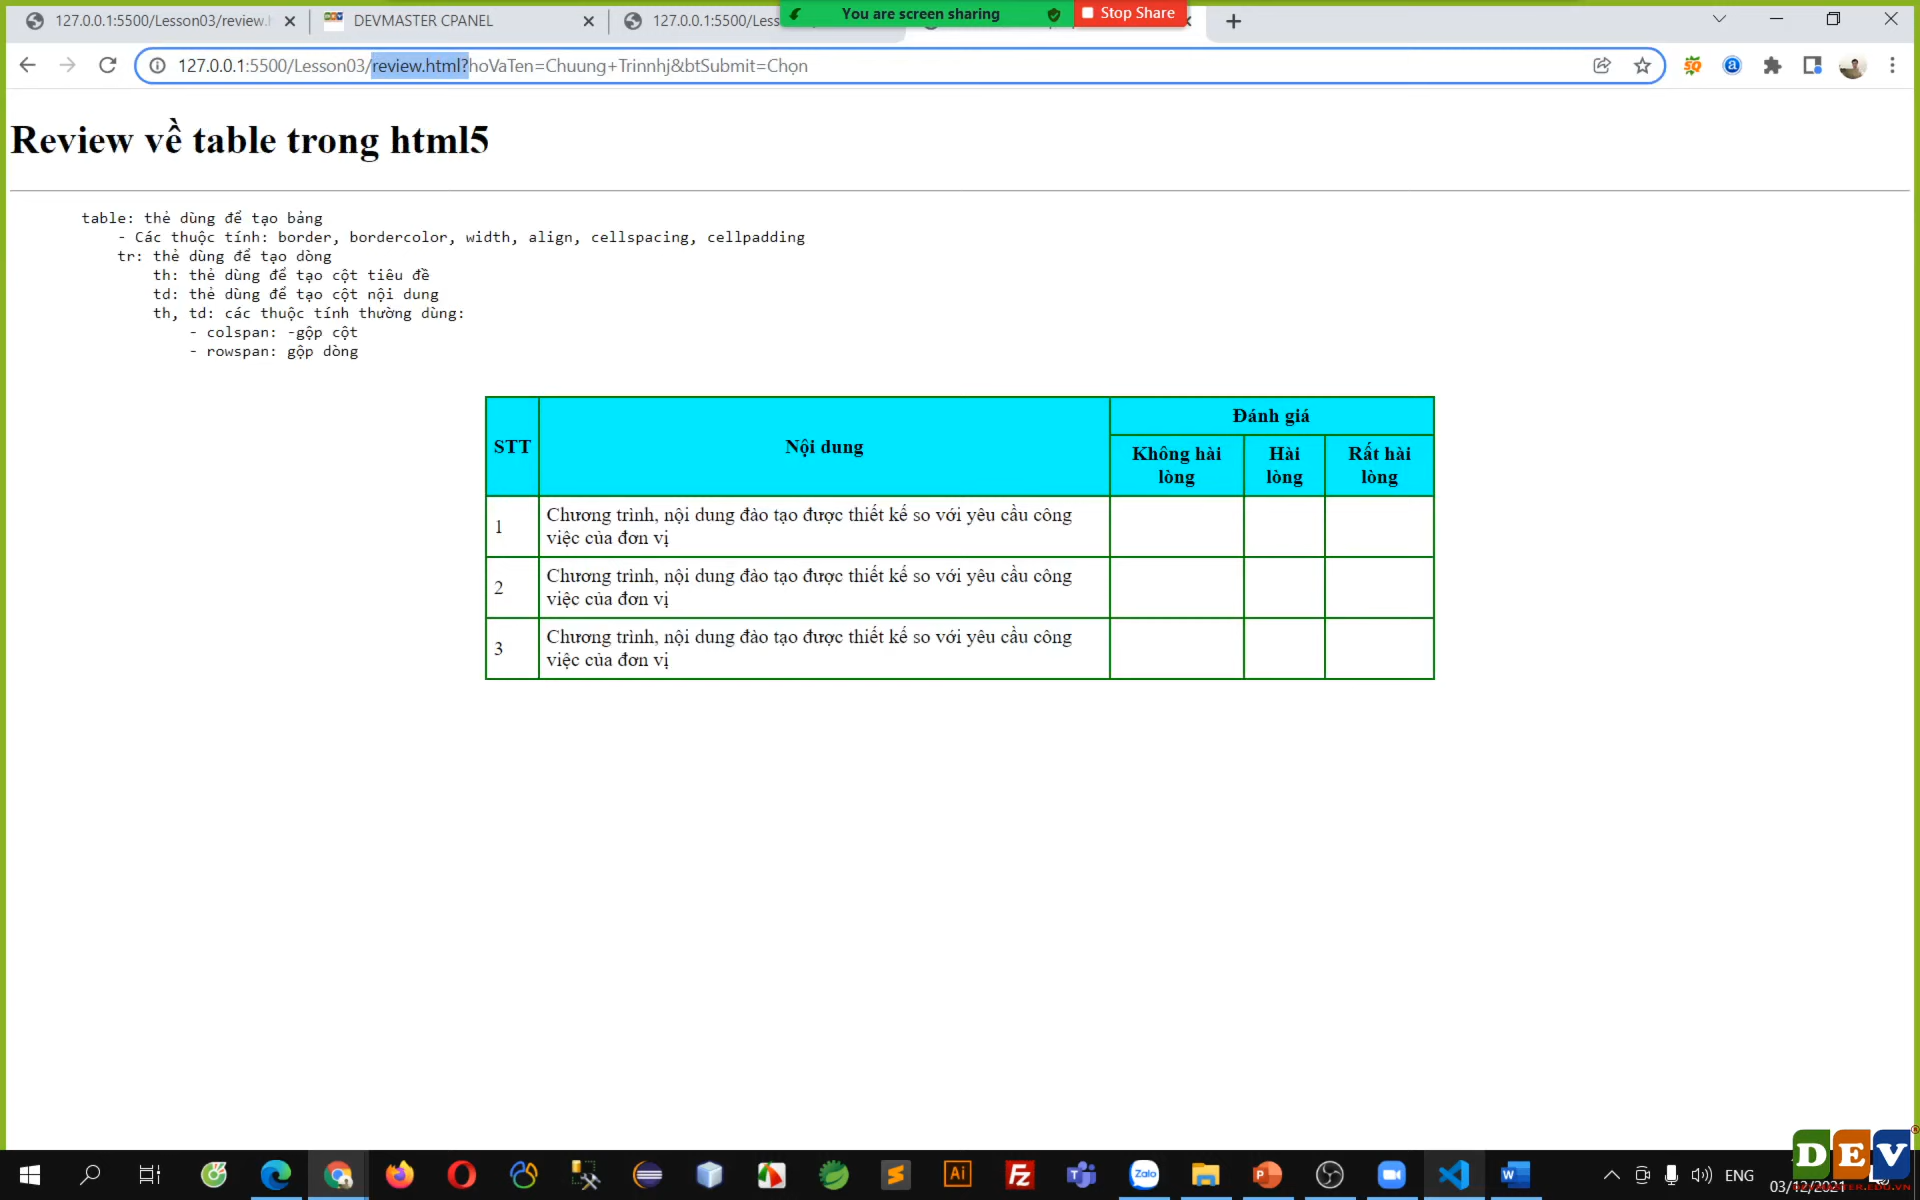 127.0.0.1:5500/Lesson03/review.h
DEVMASTER CPANEL
127.0.0.1:5500/Less
You are screen sharing
Stop Share
127.0.0.1:5500/Lesson03/review.html?hoVaTen=Chuung+Trinnhj&btSubmit=Chọn
Review về table trong html5
table: thẻ dùng để tạo bảng
- Các thuộc tính: border, bordercolor, width, align, cellspacing, cellpadding
tr: thẻ dùng để tạo dòng
th: thẻ dùng để tạo cột tiêu đề
td: thẻ dùng để tạo cột nội dung
th, td: các thuộc tính thường dùng:
- colspan: -gộp cột
- rowspan: gộp dòng
STT
Nội dung
Đánh giá
Không hài
lòng
Hài
lòng
Rất hài
lòng
1
Chương trình, nội dung đào tạo được thiết kế so với yêu cầu công
việc của đơn vị
2
Chương trình, nội dung đào tạo được thiết kế so với yêu cầu công
việc của đơn vị
3
Chương trình, nội dung đào tạo được thiết kế so với yêu cầu công
việc của đơn vị
ENG
03/12/2021
DEV